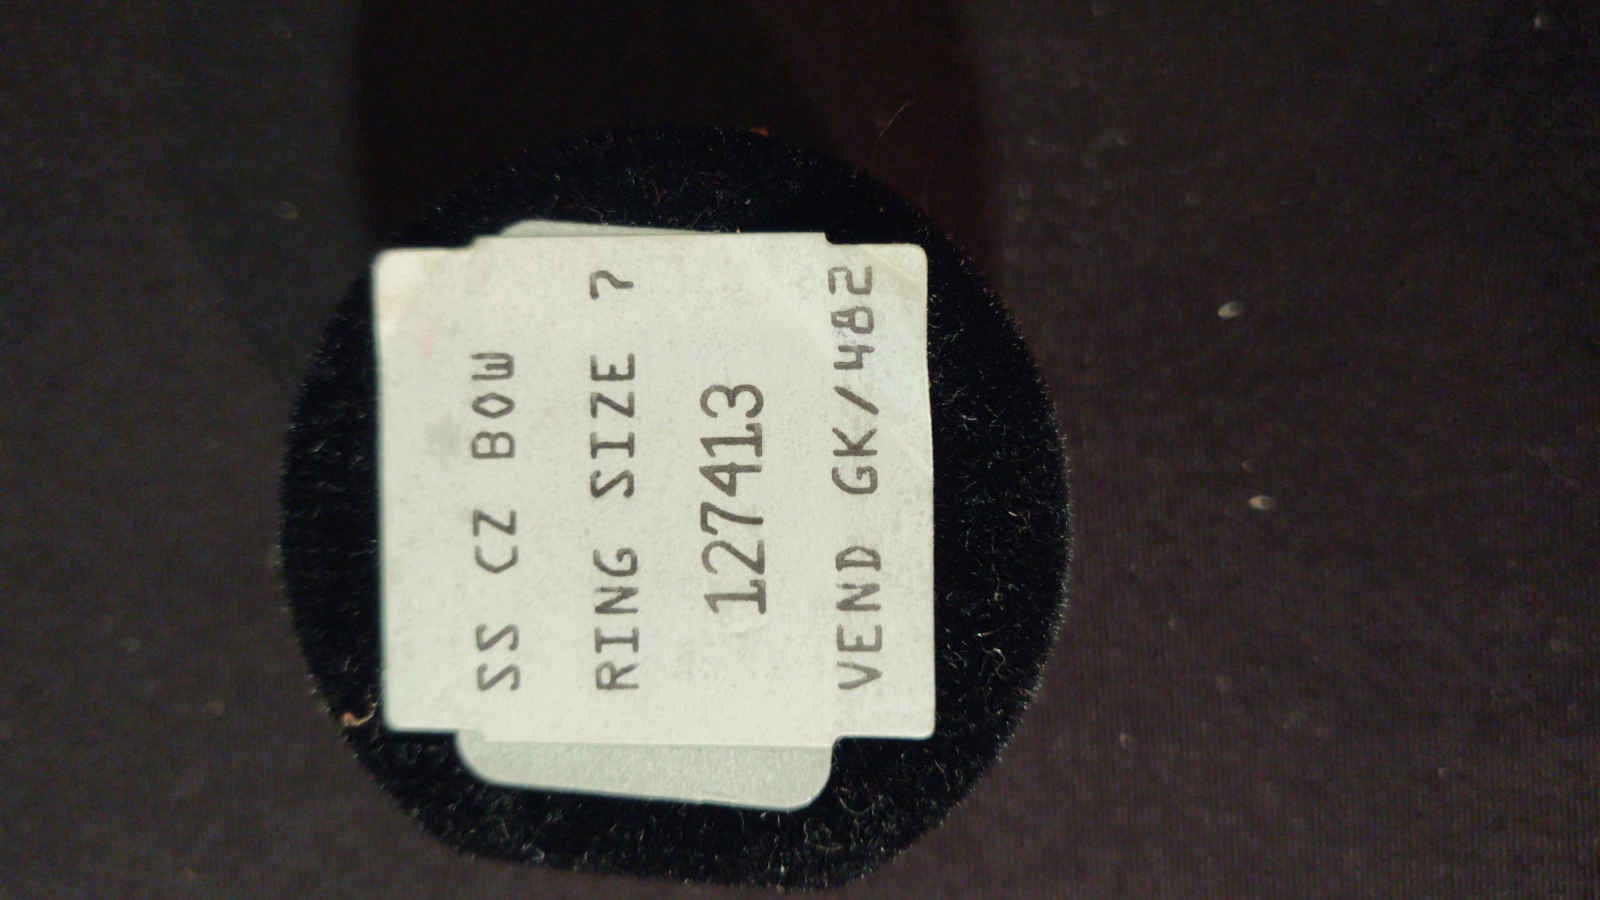 SS CZ BOW
RING SIZE 7
127413
VEND GK/482